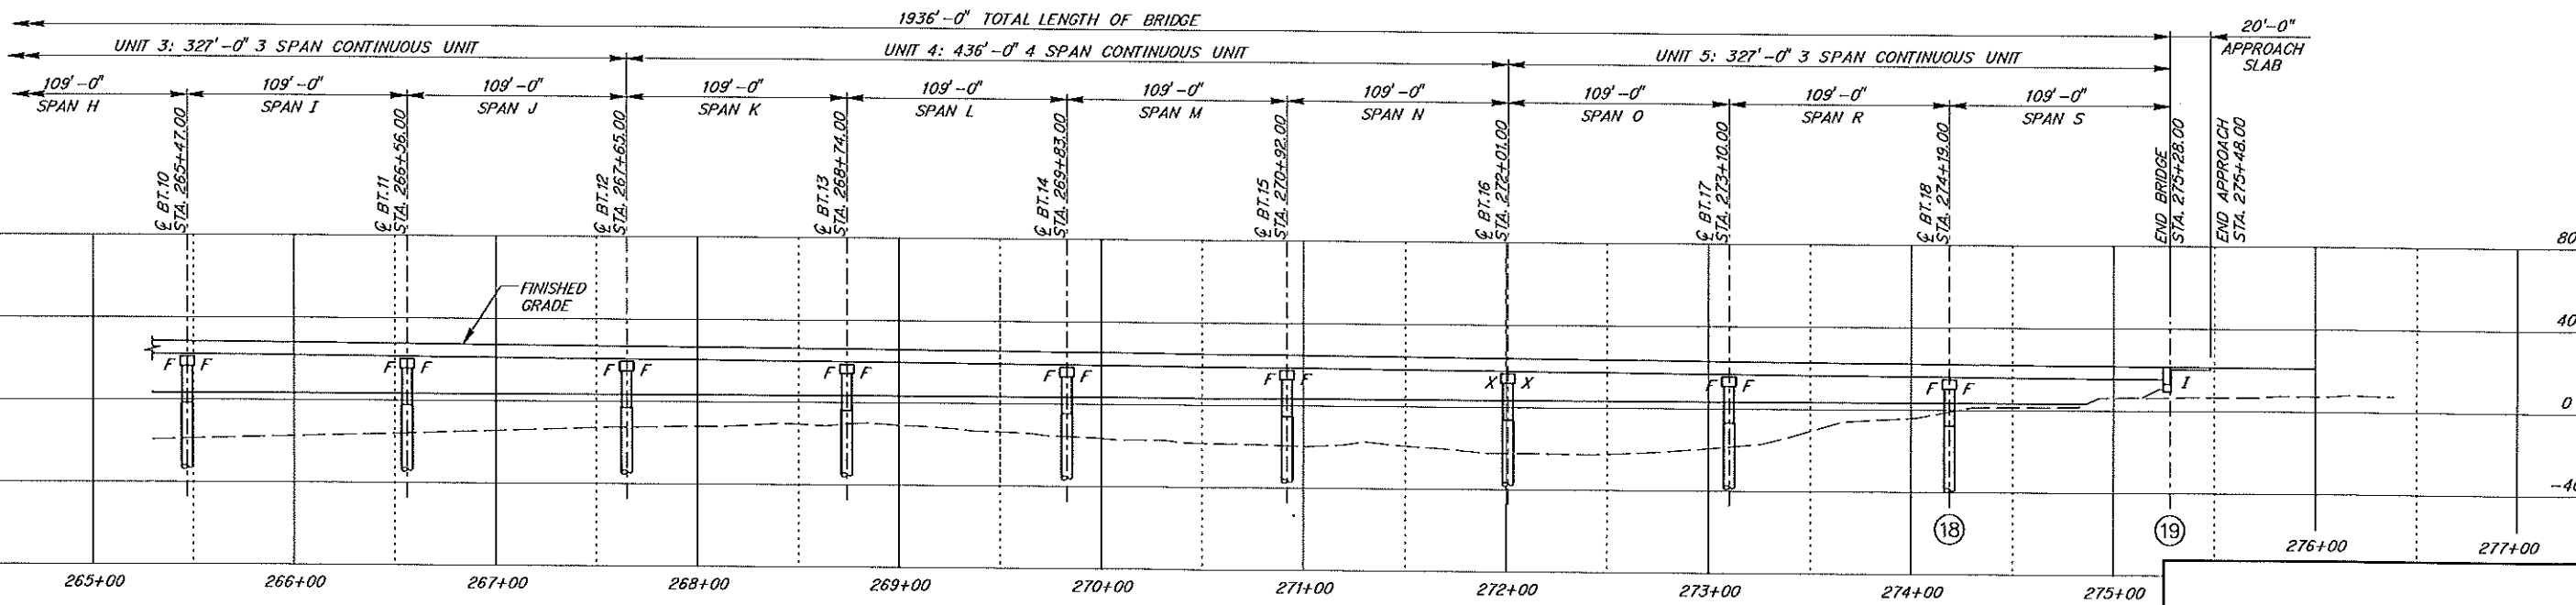 1936'-0" TOTAL LENGTH OF BRIDGE
20'-0"
APPROACH
SLAB
UNIT 3: 327'-0" 3 SPAN CONTINUOUS UNIT
UNIT 4: 436'-0" 4 SPAN CONTINUOUS UNIT
UNIT 5: 327'-0" 3 SPAN CONTINUOUS UNIT
109'-0"
SPAN H
109'-0"
SPAN I
109'-0"
SPAN J
109'-0"
SPAN K
109'-0"
SPAN L
109'-0"
SPAN M
109'-0"
SPAN N
109'-0"
SPAN O
109'-0"
SPAN R
109'-0"
SPAN S
℄ BT.10
STA. 265+47.00
℄ BT.11
STA. 266+56.00
℄ BT.12
STA. 267+65.00
℄ BT.13
STA. 268+74.00
℄ BT.14
STA. 269+83.00
℄ BT.15
STA. 270+92.00
℄ BT.16
STA. 272+01.00
℄ BT.17
STA. 273+10.00
℄ BT.18
STA. 274+19.00
END BRIDGE
STA. 275+28.00
END APPROACH
STA. 275+48.00
80
FINISHED
GRADE
40
F F
F F
F F
F F
F F
F F
X X
F F
F F
I
0
-40
18
19
265+00
266+00
267+00
268+00
269+00
270+00
271+00
272+00
273+00
274+00
275+00
276+00
277+00